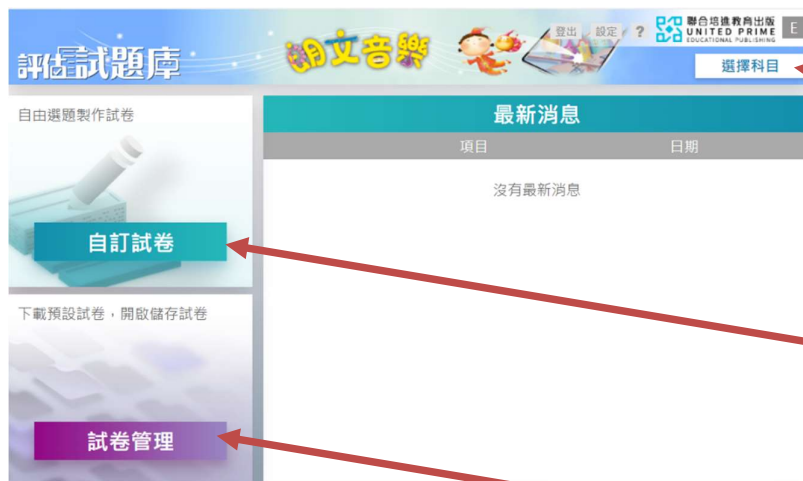 評估試題庫
朗文音樂
登出 設定 ?
聯合培進教育出版
UNITED PRIME
EDUCATIONAL PUBLISHING
E
選擇科目
自由選題製作試卷
自訂試卷
下載預設試卷，開啟儲存試卷
試卷管理
最新消息
項目 日期
沒有最新消息